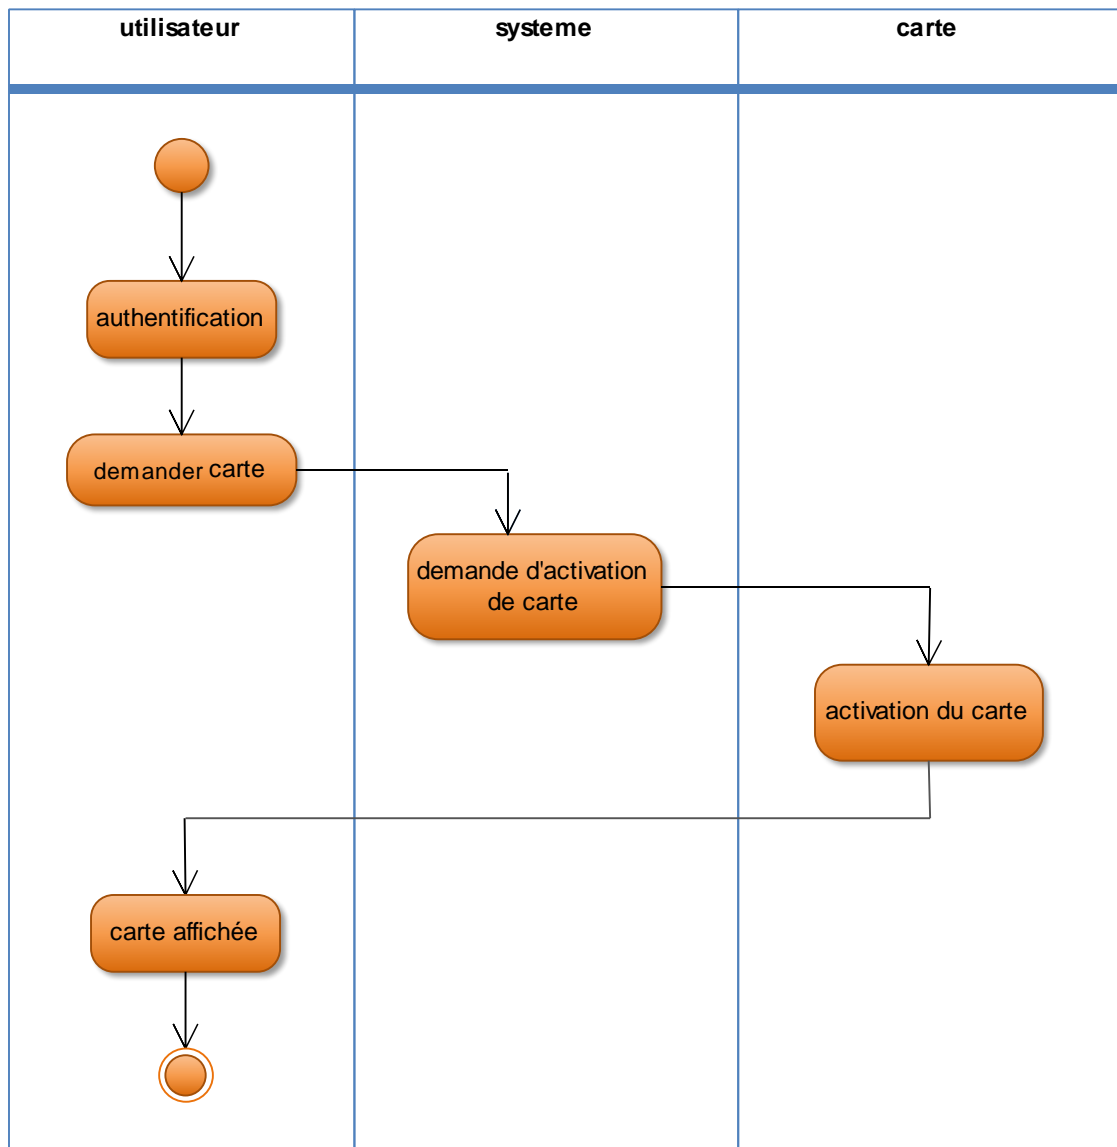 utilisateur
systeme
carte
authentification
demander carte
demande d'activation
de carte
activation du carte
carte affichée